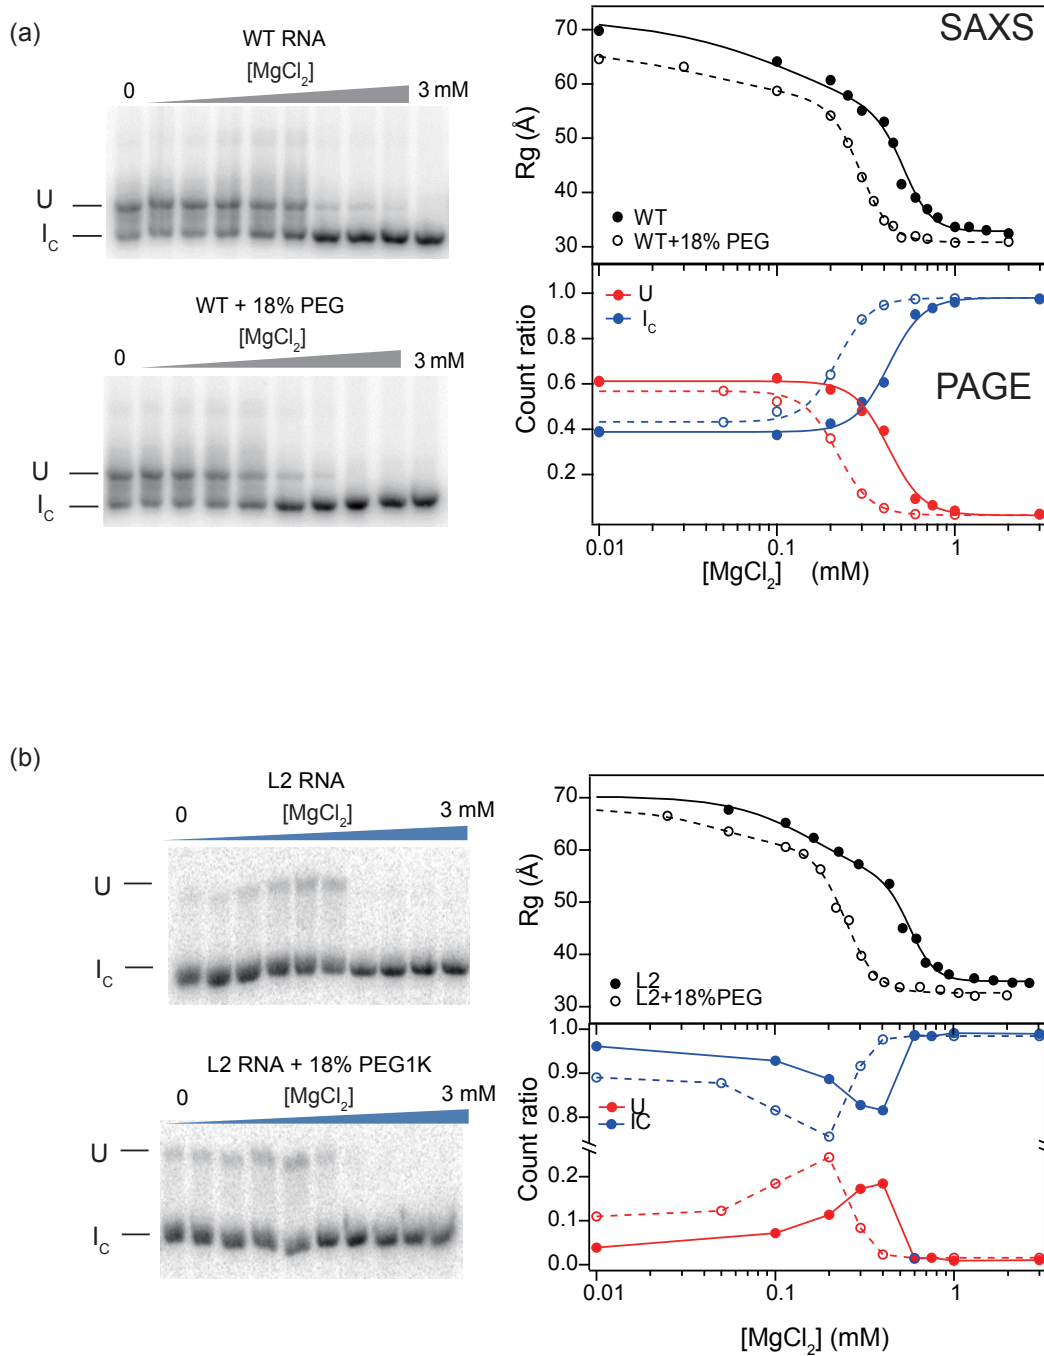 (a)
WT RNA
[MgCl2]
0
3 mM
U
IC
WT + 18% PEG
[MgCl2]
0
3 mM
U
IC
SAXS
70
60
50
40
30
Rg (Å)
WT
WT+18% PEG
1.0
0.8
0.6
0.4
0.2
Count ratio
U
IC
PAGE
0.01
0.1
1
[MgCl2] (mM)
(b)
L2 RNA
0
[MgCl2]
3 mM
U
IC
L2 RNA + 18% PEG1K
0
[MgCl2]
3 mM
U
IC
70
60
50
40
30
Rg (Å)
L2
L2+18%PEG
1.0
0.9
0.8
0.2
0.1
0.0
Count ratio
U
IC
0.01
0.1
1
[MgCl2] (mM)